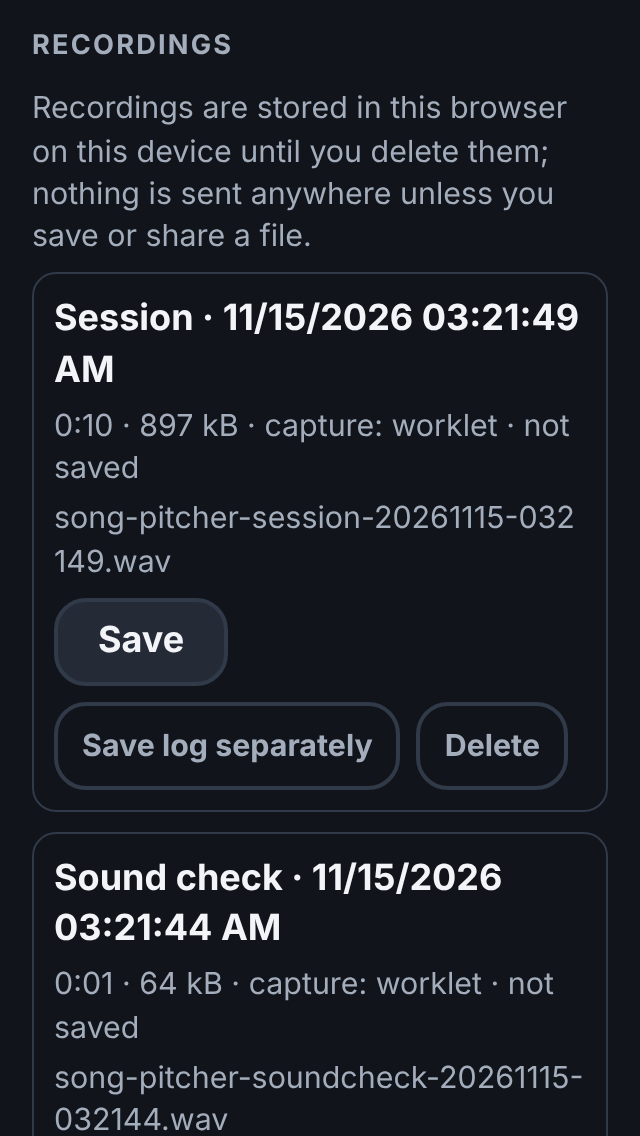 RECORDINGS
Recordings are stored in this browser
on this device until you delete them;
nothing is sent anywhere unless you
save or share a file.
Session · 11/15/2026 03:21:49
AM
0:10 · 897 kB · capture: worklet · not
saved
song-pitcher-session-20261115-032
149.wav
Save
Save log separately
Delete
Sound check · 11/15/2026
03:21:44 AM
0:01 · 64 kB · capture: worklet · not
saved
song-pitcher-soundcheck-20261115-
032144.wav